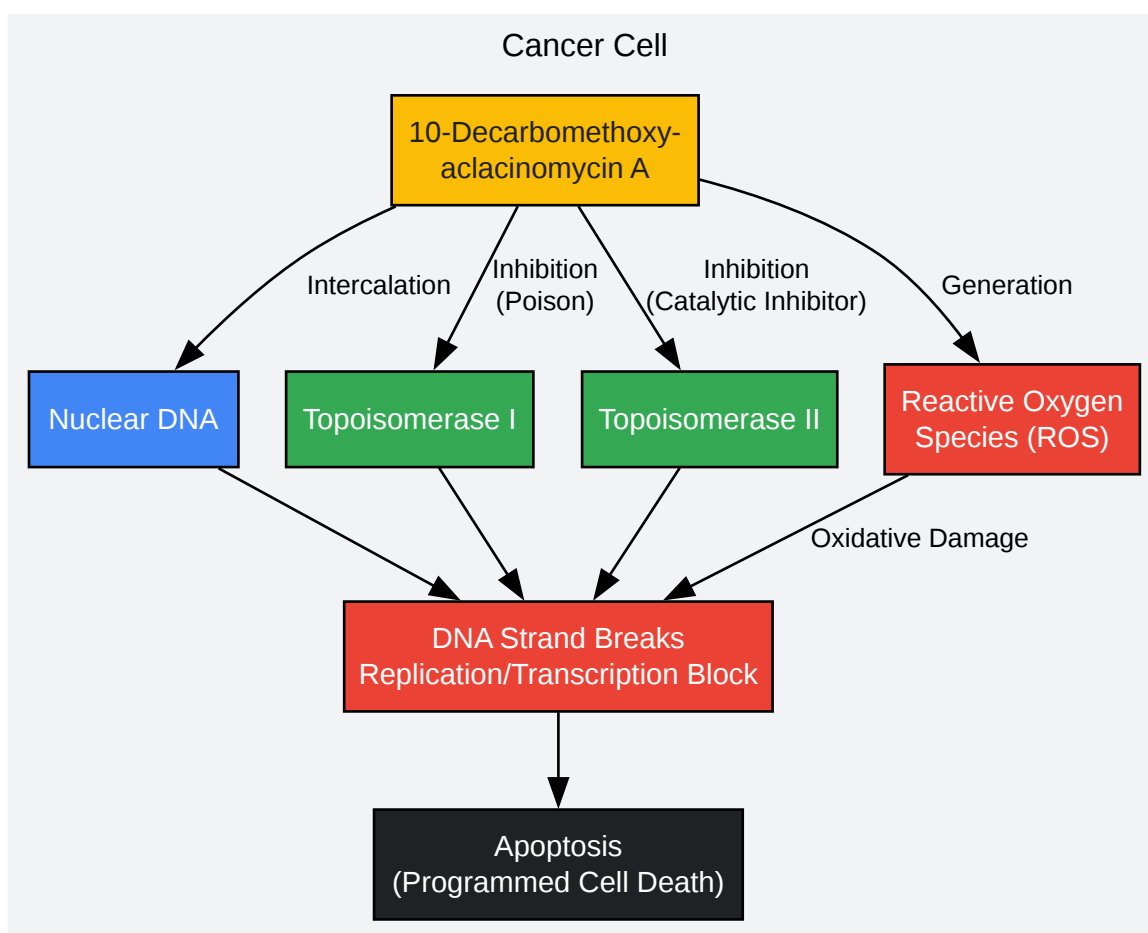 Cancer Cell
10-Decarbomethoxy-
aclacinomycin A
Intercalation
Inhibition
(Poison)
Inhibition
(Catalytic Inhibitor)
Generation
Nuclear DNA
Topoisomerase I
Topoisomerase II
Reactive Oxygen
Species (ROS)
Oxidative Damage
DNA Strand Breaks
Replication/Transcription Block
Apoptosis
(Programmed Cell Death)